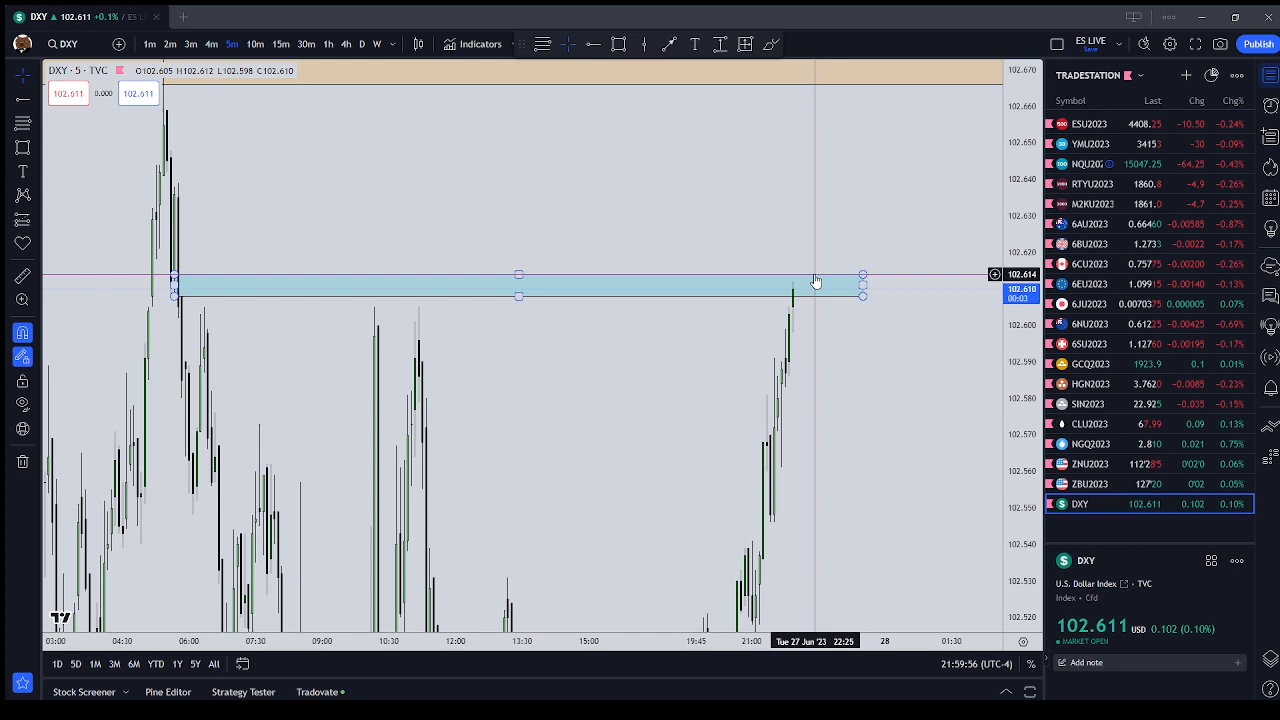 DXY ▲ 102.611 +0.1% / ES LI
DXY 1m 2m 3m 4m 5m 10m 15m 30m 1h 4h D W Indicators ES LIVE Save Publish
DXY · 5 · TVC O102.605 H102.612 L102.598 C102.610
102.611 0.000 102.611
TRADESTATION
Symbol Last Chg Chg%
ESU2023 4408.25 −10.50 −0.24%
YMU2023 34153 −30 −0.09%
NQU202 15047.25 −64.25 −0.43%
RTYU2023 1860.8 −4.9 −0.26%
M2KU2023 1861.0 −4.7 −0.25%
6AU2023 0.66460 −0.00585 −0.87%
6BU2023 1.2733 −0.0022 −0.17%
6CU2023 0.75775 −0.00200 −0.26%
6EU2023 1.09915 −0.00140 −0.13%
6JU2023 0.0070375 0.000005 0.07%
6NU2023 0.61225 −0.00425 −0.69%
6SU2023 1.12760 −0.00195 −0.17%
GCQ2023 1923.9 0.1 0.01%
HGN2023 3.7620 −0.0085 −0.23%
SIN2023 22.925 −0.035 −0.15%
CLU2023 67.99 0.09 0.13%
NGQ2023 2.810 0.021 0.75%
ZNU2023 112'28'5 0'02'0 0.06%
ZBU2023 127'20 0'02 0.05%
DXY 102.611 0.102 0.10%
102.670
102.660
102.650
102.640
102.630
102.620
102.614
102.610
00:03
102.600
102.590
102.580
102.570
102.560
102.550
102.540
102.530
102.520
DXY
U.S. Dollar Index · TVC
Index · Cfd
102.611 USD 0.102 (0.10%)
MARKET OPEN
Add note
03:00 04:30 06:00 07:30 09:00 10:30 12:00 13:30 15:00 19:45 21:00 Tue 27 Jun '23 22:25 28 01:30
1D 5D 1M 3M 6M YTD 1Y 5Y All 21:59:56 (UTC-4) %
Stock Screener Pine Editor Strategy Tester Tradovate